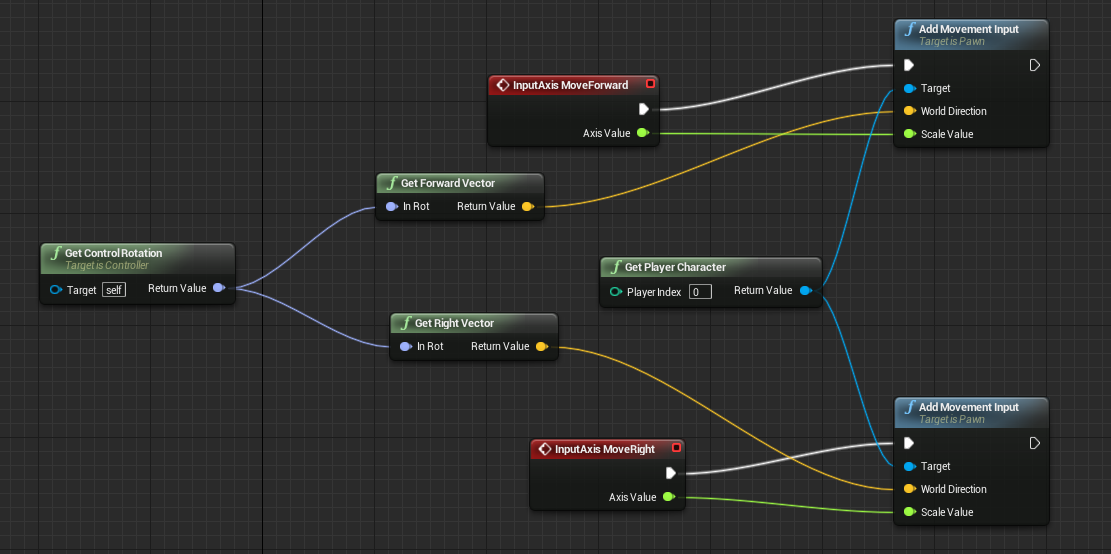 Add Movement Input
Target is Pawn
Target
World Direction
Scale Value
InputAxis MoveForward
Axis Value
Get Forward Vector
In Rot Return Value
Get Control Rotation
Target is Controller
Target self Return Value
Get Player Character
Player Index 0 Return Value
Get Right Vector
In Rot Return Value
InputAxis MoveRight
Axis Value
Add Movement Input
Target is Pawn
Target
World Direction
Scale Value